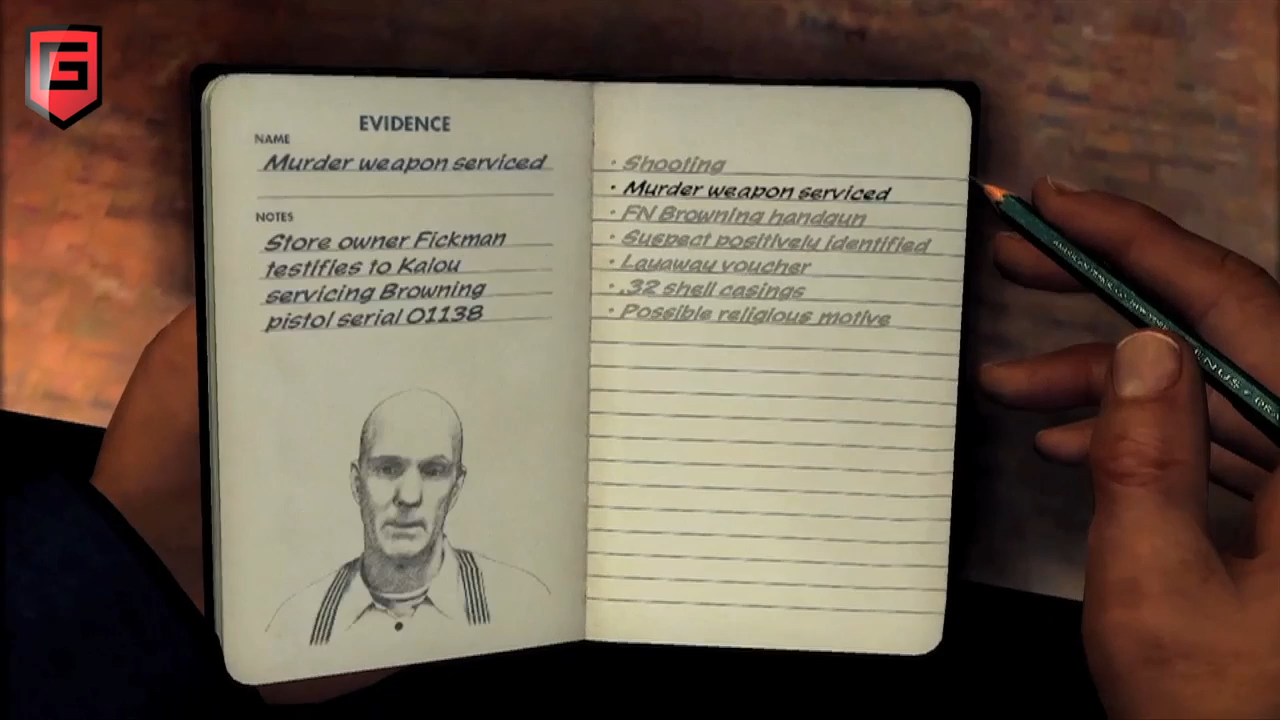 EVIDENCE
NAME
Murder weapon serviced
NOTES
Store owner Fickman
testifies to Kalou
servicing Browning
pistol serial 01138
• Shooting
• Murder weapon serviced
• FN Browning handgun
• Suspect positively identified
• Layaway voucher
• .32 shell casings
• Possible religious motive